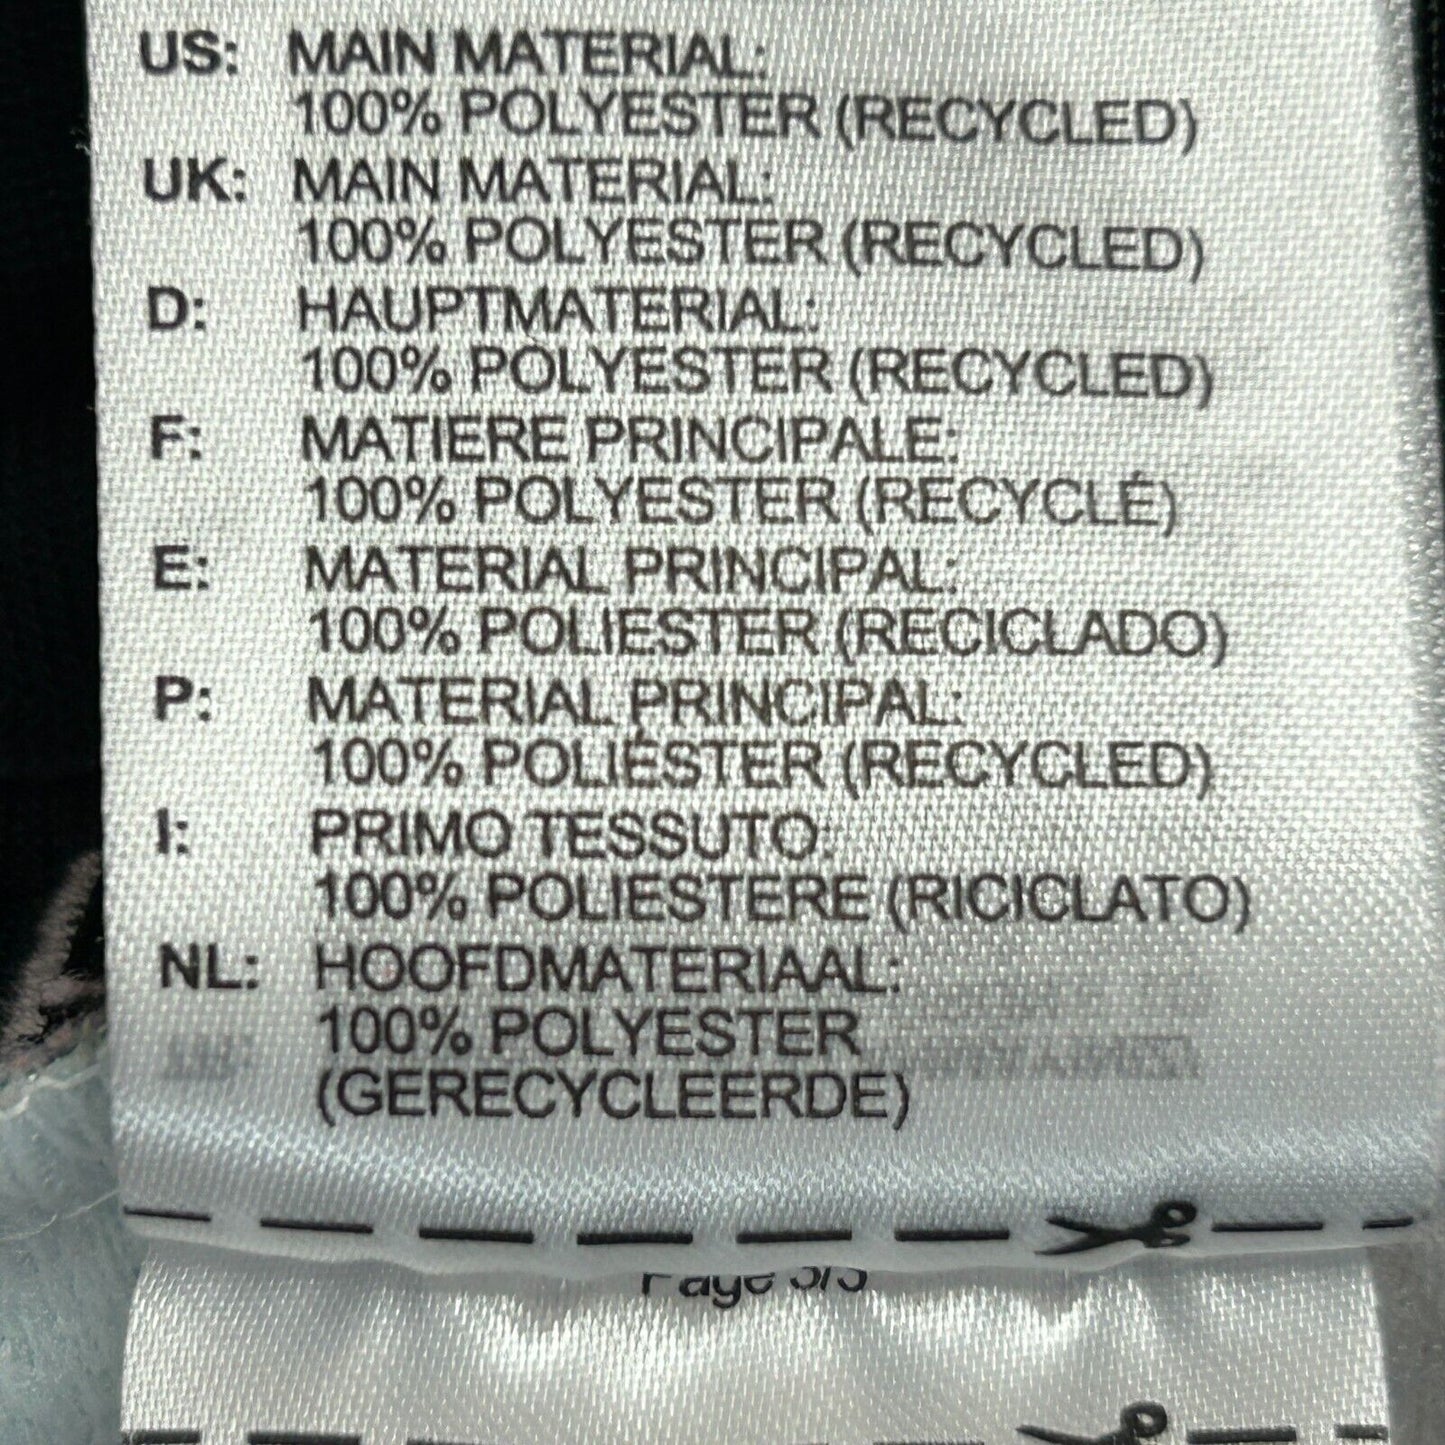 US: MAIN MATERIAL:
100% POLYESTER (RECYCLED)
UK: MAIN MATERIAL:
100% POLYESTER (RECYCLED)
D: HAUPTMATERIAL:
100% POLYESTER (RECYCLED)
F: MATIERE PRINCIPALE:
100% POLYESTER (RECYCLÉ)
E: MATERIAL PRINCIPAL:
100% POLIESTER (RECICLADO)
P: MATERIAL PRINCIPAL:
100% POLIÉSTER (RECYCLED)
I: PRIMO TESSUTO:
100% POLIESTERE (RICICLATO)
NL: HOOFDMATERIAAL:
100% POLYESTER
(GERECYCLEERDE)
Page